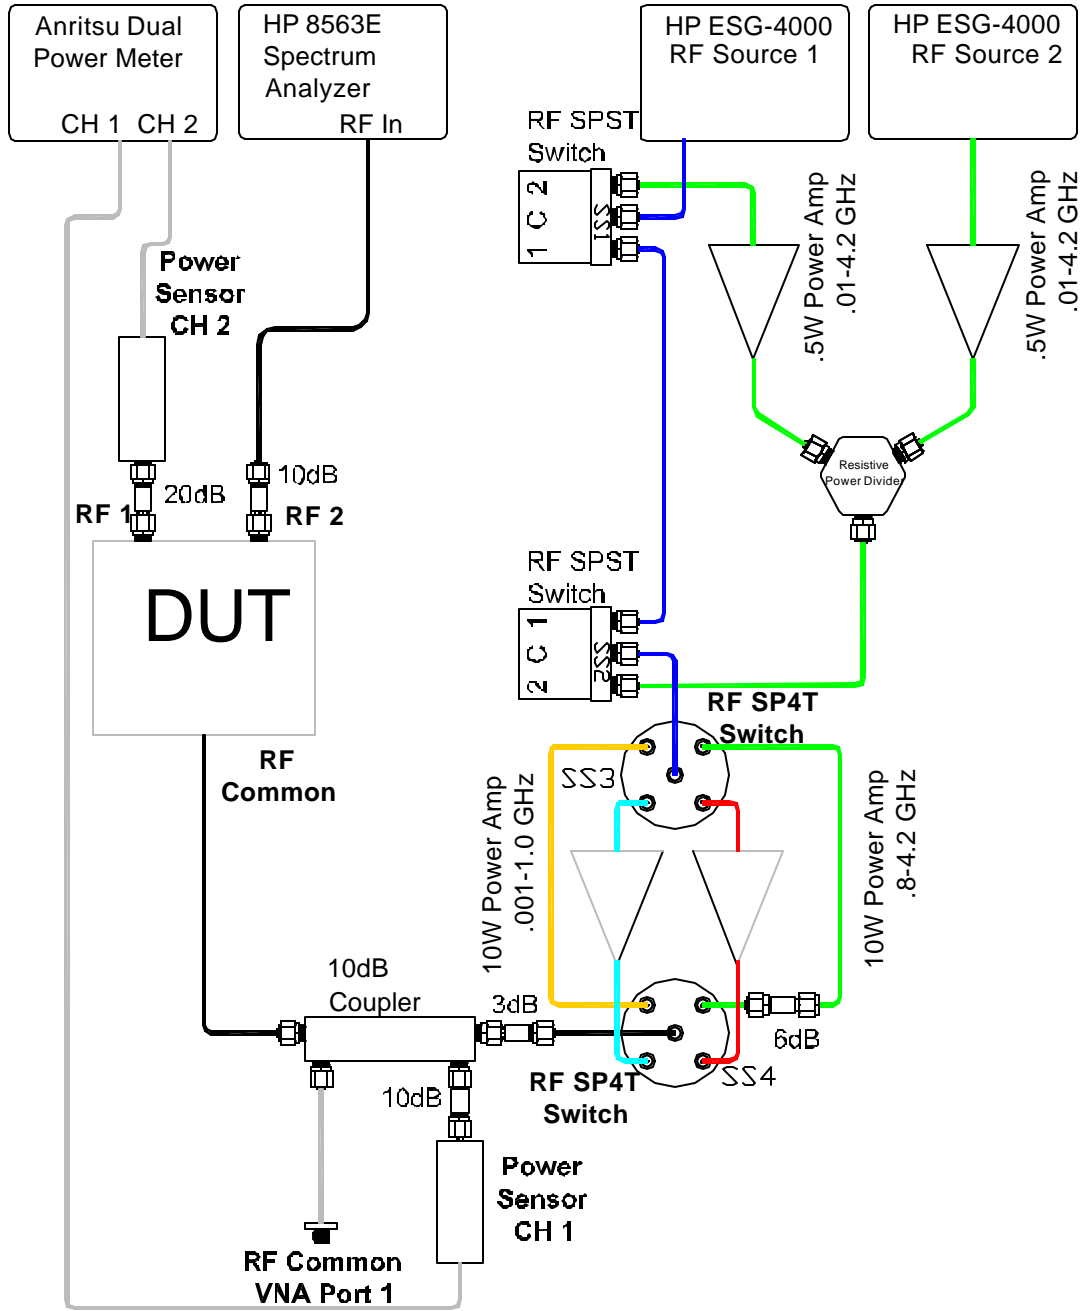 Anritsu Dual
Power Meter
CH 1 CH 2
HP 8563E
Spectrum
Analyzer
RF In
HP ESG-4000
RF Source 1
HP ESG-4000
RF Source 2
RF SPST
Switch
1 C 2
SS1
.5W Power Amp
.01-4.2 GHz
.5W Power Amp
.01-4.2 GHz
Power
Sensor
CH 2
20dB
10dB
RF 1
RF 2
DUT
RF
Common
Resistive
Power Divider
RF SPST
Switch
2 C 1
SS2
RF SP4T
Switch
SS3
10W Power Amp
.001-1.0 GHz
10W Power Amp
.8-4.2 GHz
10dB
Coupler
3dB
6dB
SS4
RF SP4T
Switch
10dB
Power
Sensor
CH 1
RF Common
VNA Port 1